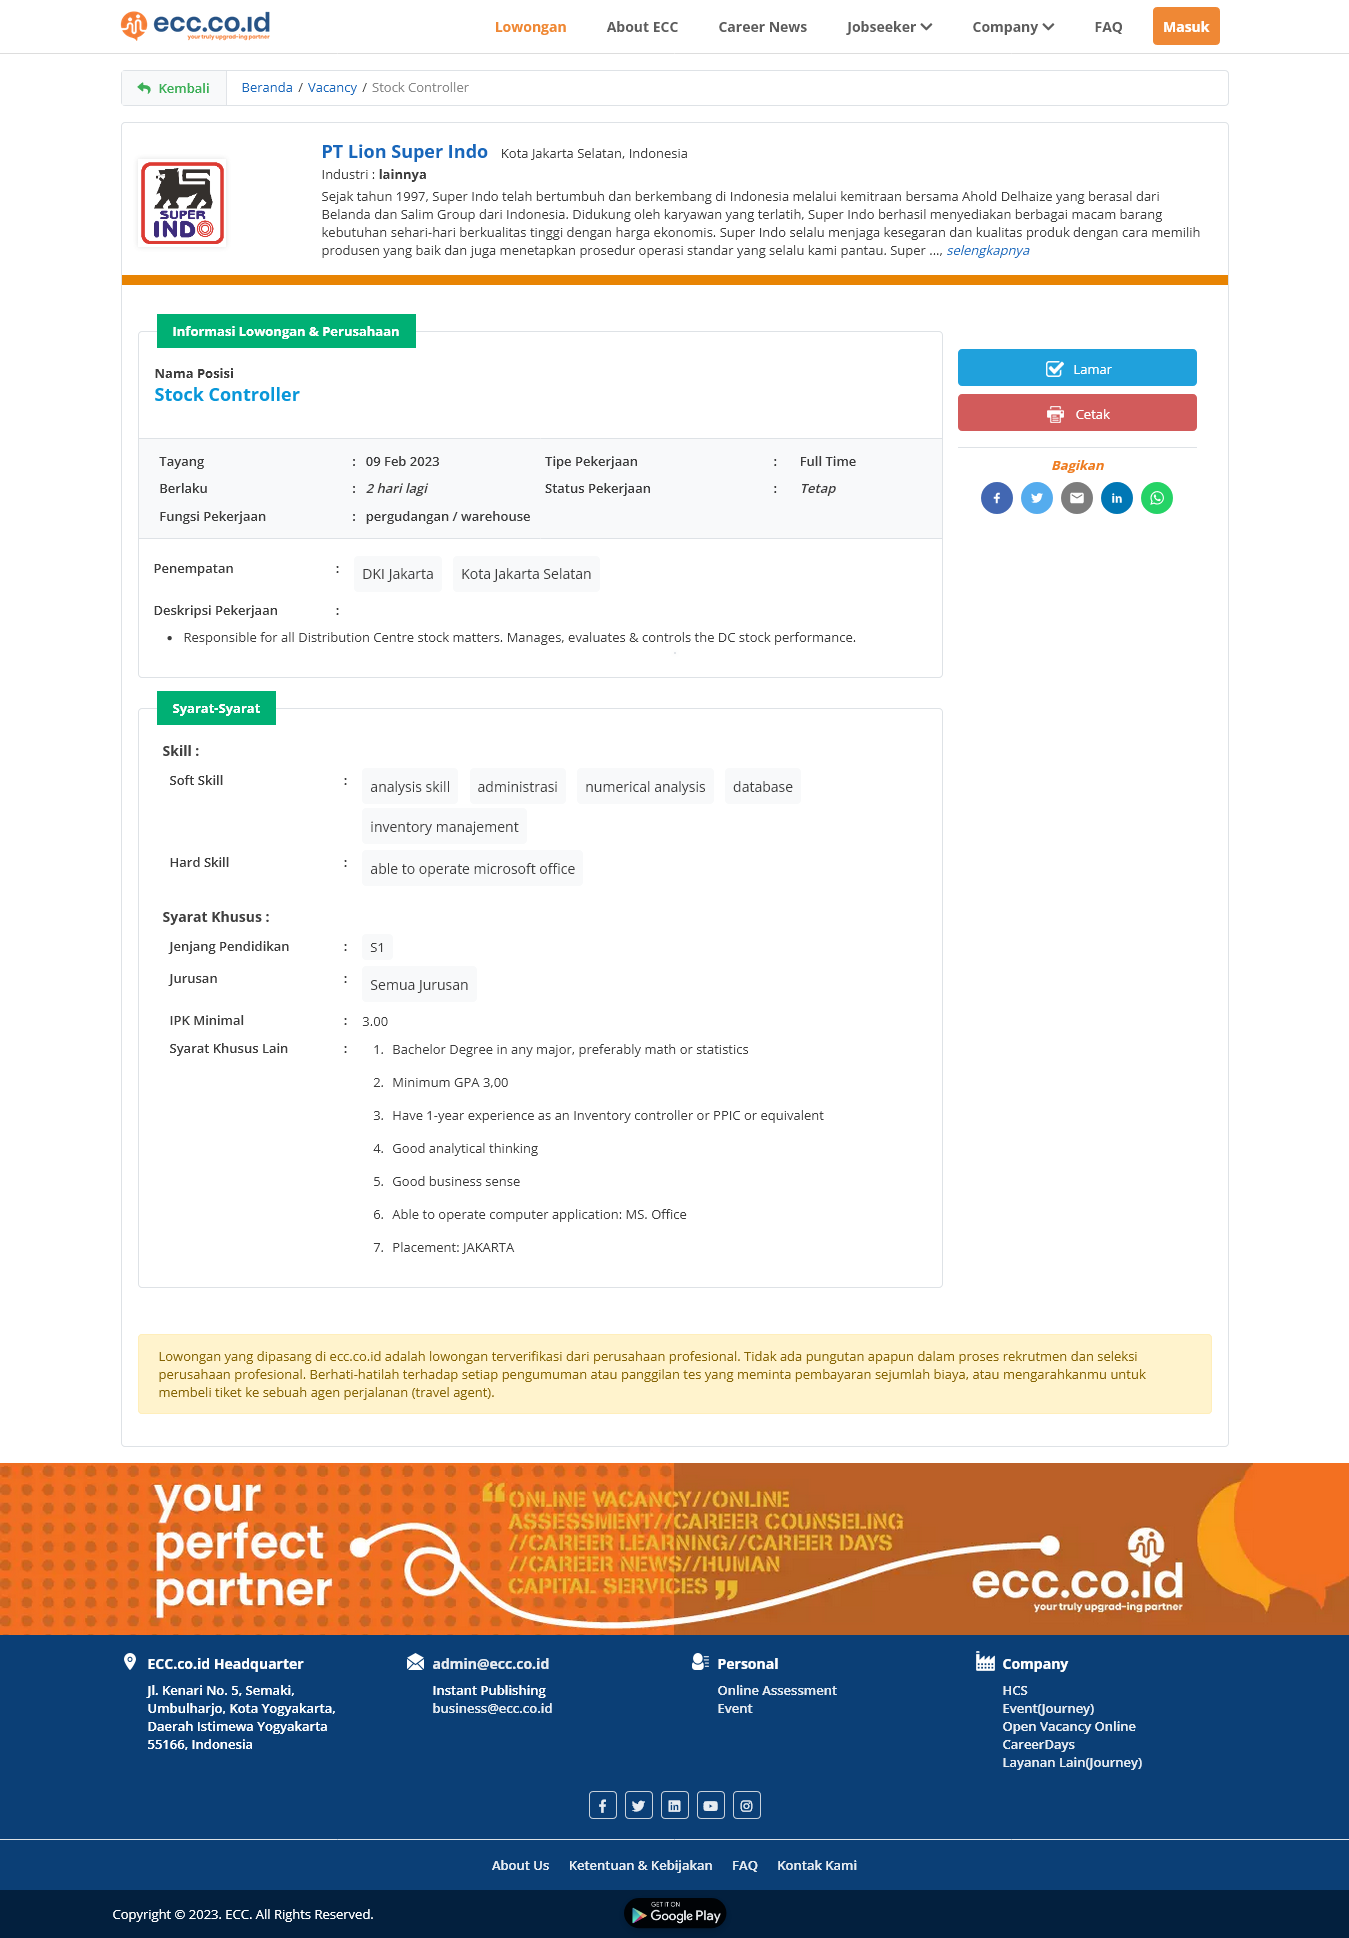 ecc.co.id
your truly upgrad-ing partner
Lowongan About ECC Career News Jobseeker Company FAQ Masuk
Kembali Beranda / Vacancy / Stock Controller
SUPER
INDO
PT Lion Super Indo Kota Jakarta Selatan, Indonesia
Industri : lainnya
Sejak tahun 1997, Super Indo telah bertumbuh dan berkembang di Indonesia melalui kemitraan bersama Ahold Delhaize yang berasal dari
Belanda dan Salim Group dari Indonesia. Didukung oleh karyawan yang terlatih, Super Indo berhasil menyediakan berbagai macam barang
kebutuhan sehari-hari berkualitas tinggi dengan harga ekonomis. Super Indo selalu menjaga kesegaran dan kualitas produk dengan cara memilih
produsen yang baik dan juga menetapkan prosedur operasi standar yang selalu kami pantau. Super ..., selengkapnya
Informasi Lowongan & Perusahaan
Nama Posisi
Stock Controller
Lamar
Cetak
Bagikan
Tayang : 09 Feb 2023 Tipe Pekerjaan : Full Time
Berlaku : 2 hari lagi Status Pekerjaan : Tetap
Fungsi Pekerjaan : pergudangan / warehouse
Penempatan : DKI Jakarta Kota Jakarta Selatan
Deskripsi Pekerjaan :
• Responsible for all Distribution Centre stock matters. Manages, evaluates & controls the DC stock performance.
Syarat-Syarat
Skill :
Soft Skill : analysis skill administrasi numerical analysis database
inventory manajement
Hard Skill : able to operate microsoft office
Syarat Khusus :
Jenjang Pendidikan : S1
Jurusan : Semua Jurusan
IPK Minimal : 3.00
Syarat Khusus Lain : 1. Bachelor Degree in any major, preferably math or statistics
2. Minimum GPA 3,00
3. Have 1-year experience as an Inventory controller or PPIC or equivalent
4. Good analytical thinking
5. Good business sense
6. Able to operate computer application: MS. Office
7. Placement: JAKARTA
Lowongan yang dipasang di ecc.co.id adalah lowongan terverifikasi dari perusahaan profesional. Tidak ada pungutan apapun dalam proses rekrutmen dan seleksi
perusahaan profesional. Berhati-hatilah terhadap setiap pengumuman atau panggilan tes yang meminta pembayaran sejumlah biaya, atau mengarahkanmu untuk
membeli tiket ke sebuah agen perjalanan (travel agent).
your
perfect
partner
“ONLINE VACANCY//ONLINE
ASSESSMENT//CAREER COUNSELING
//CAREER LEARNING//CAREER DAYS
//CAREER NEWS//HUMAN
CAPITAL SERVICES”
ecc.co.id
your truly upgrad-ing partner
ECC.co.id Headquarter
Jl. Kenari No. 5, Semaki,
Umbulharjo, Kota Yogyakarta,
Daerah Istimewa Yogyakarta
55166, Indonesia
admin@ecc.co.id
Instant Publishing
business@ecc.co.id
Personal
Online Assessment
Event
Company
HCS
Event(Journey)
Open Vacancy Online
CareerDays
Layanan Lain(Journey)
About Us Ketentuan & Kebijakan FAQ Kontak Kami
Copyright © 2023. ECC. All Rights Reserved.
GET IT ON
Google Play